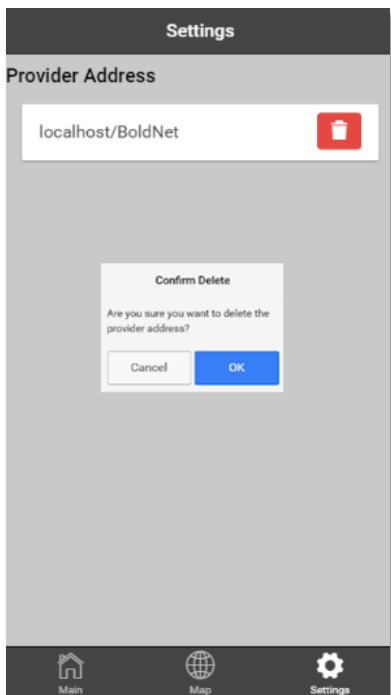 Settings
Provider Address
localhost/BoldNet
Confirm Delete
Are you sure you want to delete the
provider address?
Cancel
OK
Main
Map
Settings